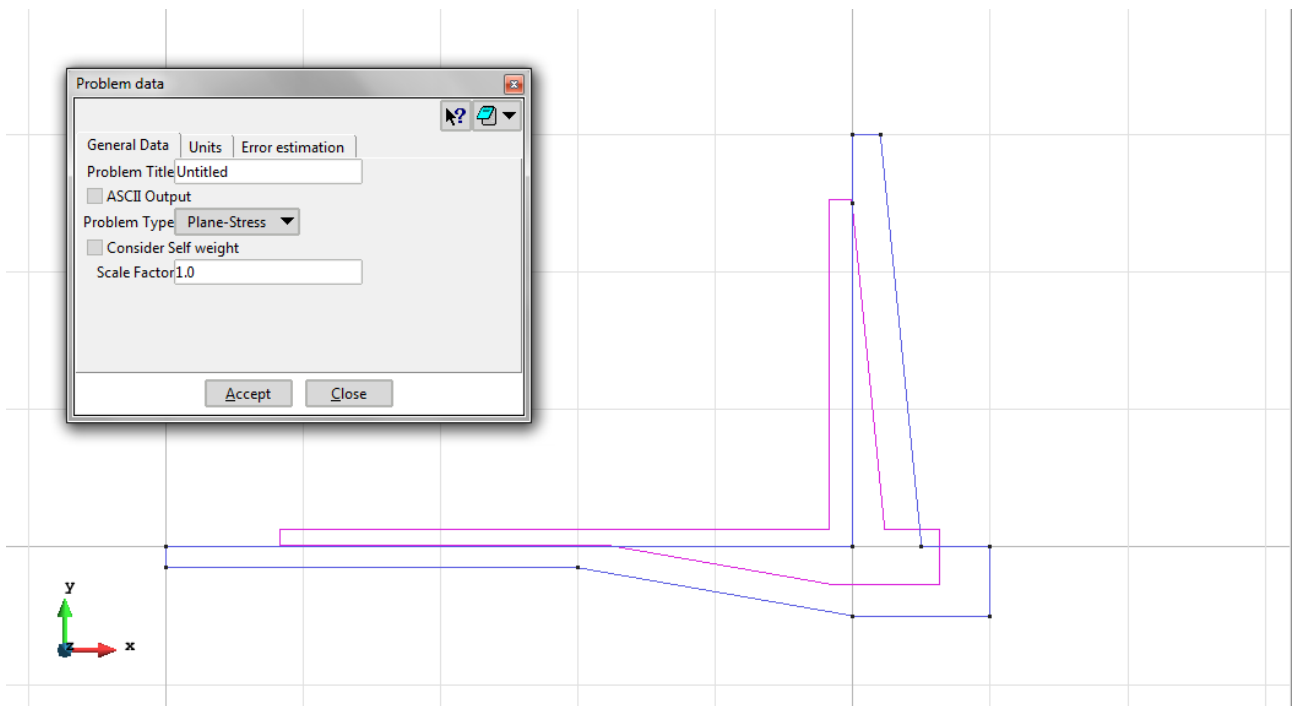 Problem data
General Data Units Error estimation
Problem Title Untitled
ASCII Output
Problem Type Plane-Stress
Consider Self weight
Scale Factor 1.0
Accept Close
y
z x